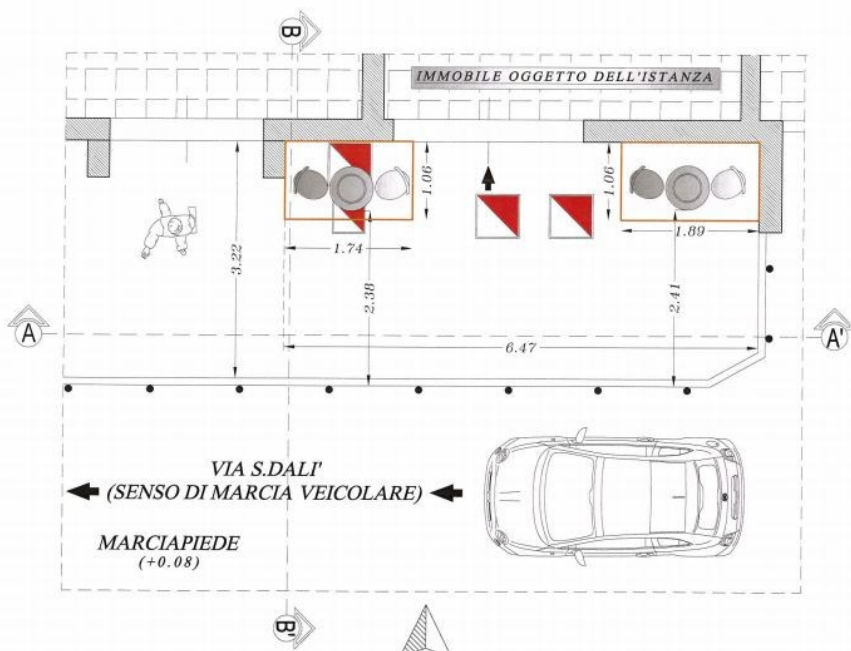 B
IMMOBILE OGGETTO DELL'ISTANZA
1.06
1.06
1.74
1.89
3.22
2.38
2.41
A
6.47
A'
VIA S.DALI'
(SENSO DI MARCIA VEICOLARE)
MARCIAPIEDE
(+0.08)
B'